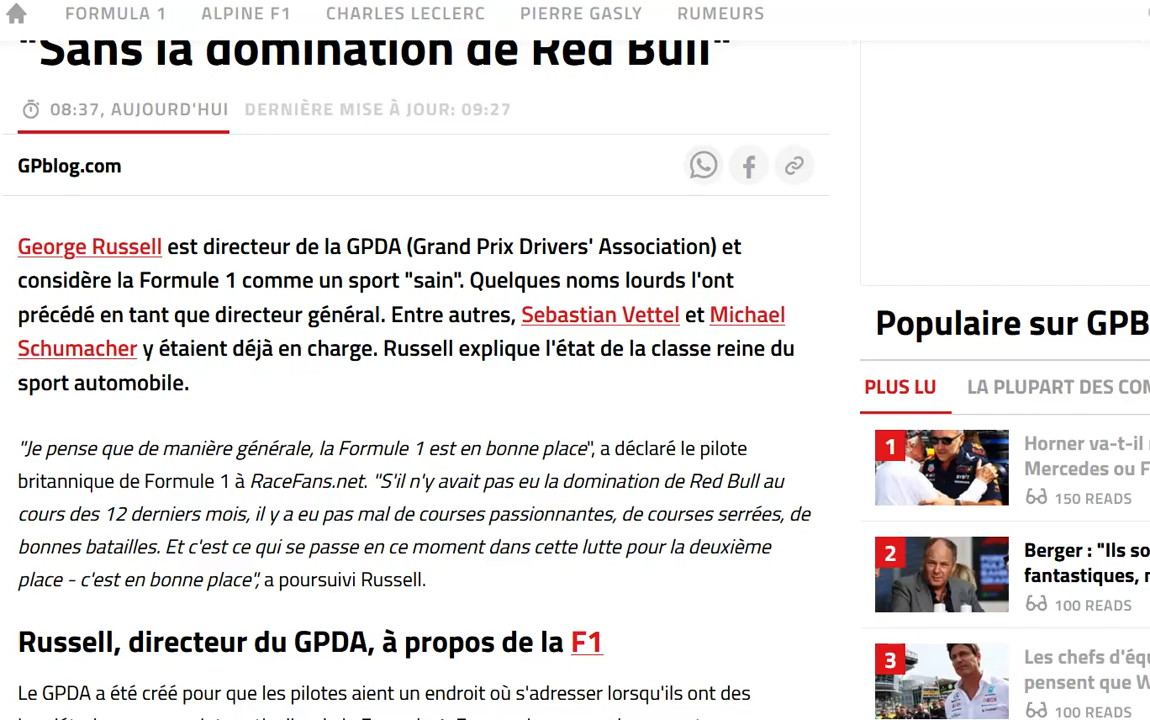 FORMULA 1 ALPINE F1 CHARLES LECLERC PIERRE GASLY RUMEURS
"Sans la domination de Red Bull"
08:37, AUJOURD'HUI DERNIÈRE MISE À JOUR: 09:27
GPblog.com
George Russell est directeur de la GPDA (Grand Prix Drivers' Association) et
considère la Formule 1 comme un sport "sain". Quelques noms lourds l'ont
précédé en tant que directeur général. Entre autres, Sebastian Vettel et Michael
Schumacher y étaient déjà en charge. Russell explique l'état de la classe reine du
sport automobile.
"Je pense que de manière générale, la Formule 1 est en bonne place", a déclaré le pilote
britannique de Formule 1 à RaceFans.net. "S'il n'y avait pas eu la domination de Red Bull au
cours des 12 derniers mois, il y a eu pas mal de courses passionnantes, de courses serrées, de
bonnes batailles. Et c'est ce qui se passe en ce moment dans cette lutte pour la deuxième
place - c'est en bonne place", a poursuivi Russell.
Russell, directeur du GPDA, à propos de la F1
Le GPDA a été créé pour que les pilotes aient un endroit où s'adresser lorsqu'ils ont des
Populaire sur GPB
PLUS LU LA PLUPART DES COM
1
Horner va-t-il
Mercedes ou F
150 READS
2
Berger : "Ils so
fantastiques,
100 READS
3
Les chefs d'équ
pensent que W
100 READS